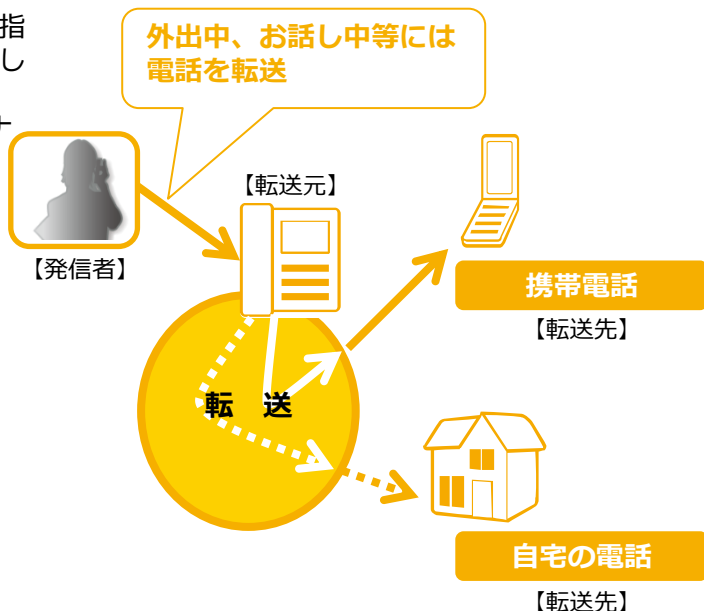 指
し
外出中、お話し中等には
電話を転送
【転送元】
【発信者】
携帯電話
【転送先】
転　送
自宅の電話
【転送先】